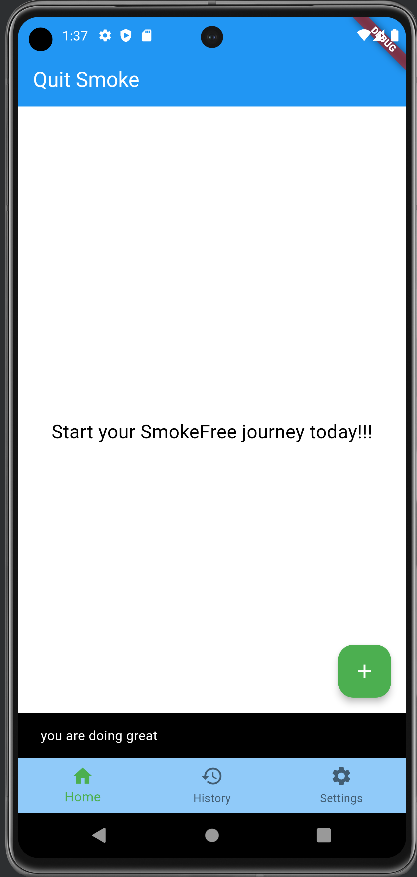 1:37
DEBUG
Quit Smoke
Start your SmokeFree journey today!!!
+
you are doing great
Home
History
Settings